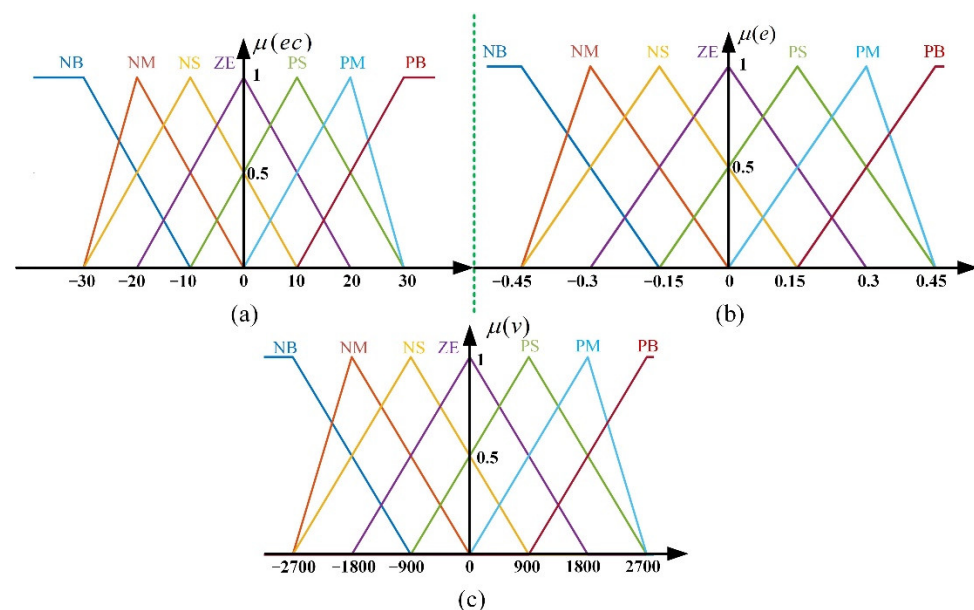 μ(ec)
NB NM NS ZE PS PM PB
1
0.5
−30 −20 −10 0 10 20 30
(a)
μ(e)
NB NM NS ZE PS PM PB
1
0.5
−0.45 −0.3 −0.15 0 0.15 0.3 0.45
(b)
μ(v)
NB NM NS ZE PS PM PB
1
0.5
−2700 −1800 −900 0 900 1800 2700
(c)